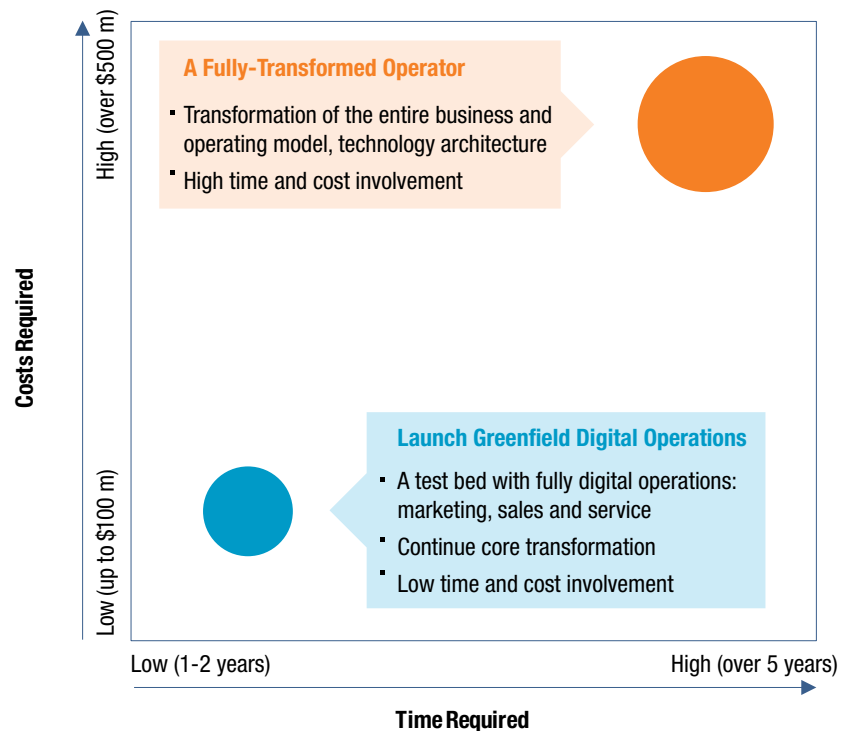 High (over $500 m)
A Fully-Transformed Operator
▪ Transformation of the entire business and
operating model, technology architecture
▪ High time and cost involvement
Costs Required
Launch Greenfield Digital Operations
▪ A test bed with fully digital operations:
marketing, sales and service
▪ Continue core transformation
▪ Low time and cost involvement
Low (up to $100 m)
Low (1-2 years)
High (over 5 years)
Time Required